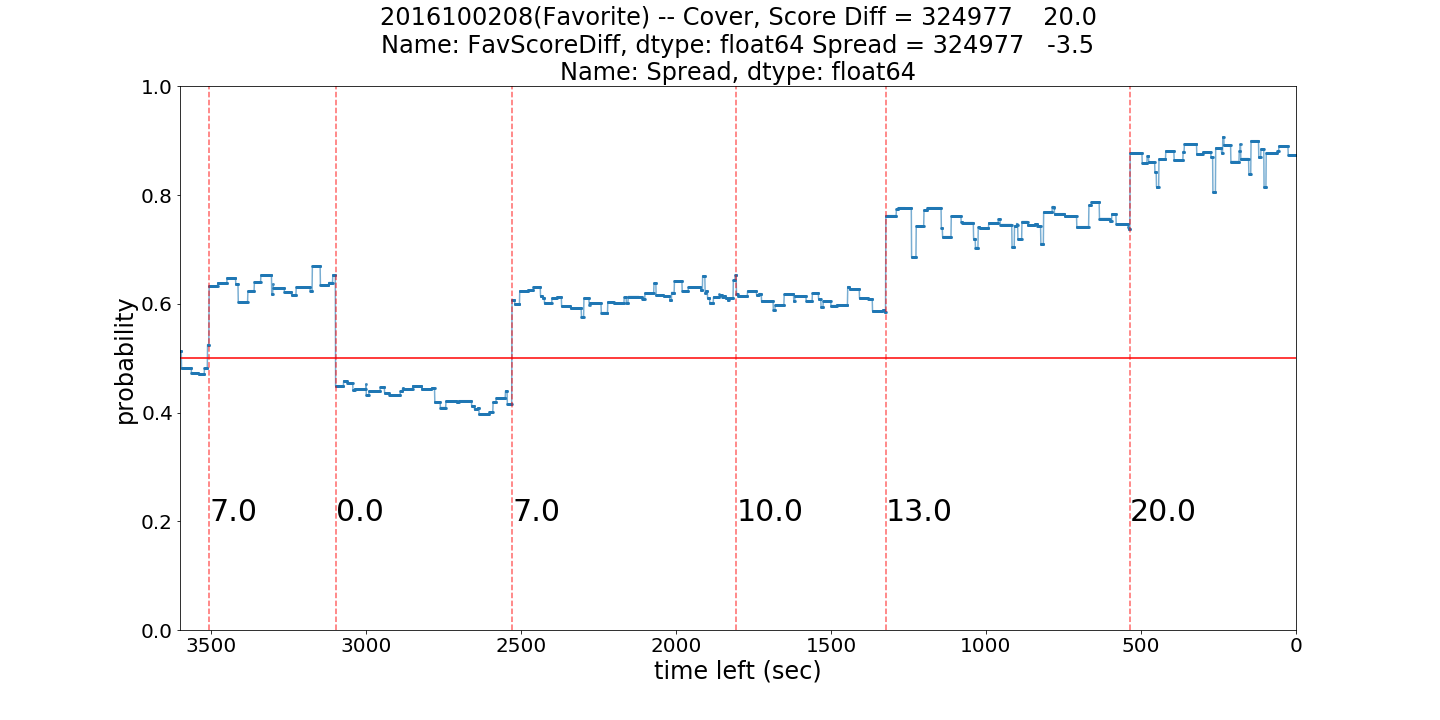 2016100208(Favorite) -- Cover, Score Diff = 324977    20.0
Name: FavScoreDiff, dtype: float64 Spread = 324977   -3.5
Name: Spread, dtype: float64
1.0
0.8
0.6
0.4
0.2
0.0
probability
7.0
0.0
7.0
10.0
13.0
20.0
3500 3000 2500 2000 1500 1000 500 0
time left (sec)